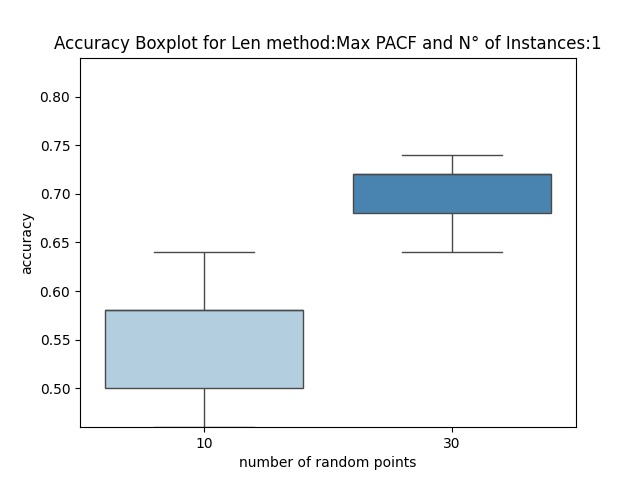 Accuracy Boxplot for Len method:Max PACF and N° of Instances:1
0.80
0.75
0.70
0.65
0.60
0.55
0.50
accuracy
10 30
number of random points